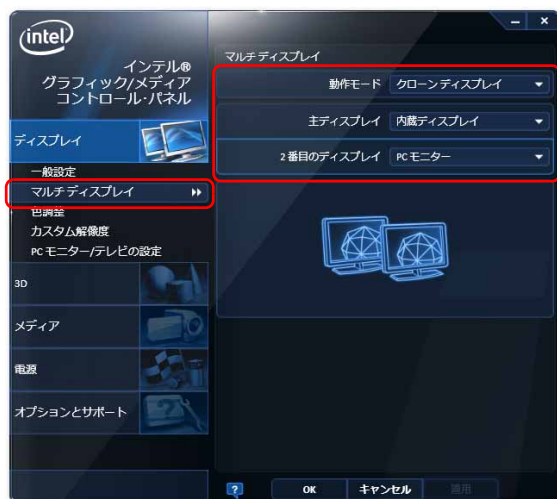 intel
インテル®
グラフィック/メディア
コントロール・パネル
ディスプレイ
一般設定
マルチディスプレイ
色調整
カスタム解像度
PC モニター/テレビの設定
3D
メディア
電源
オプションとサポート
マルチディスプレイ
動作モード クローンディスプレイ
主ディスプレイ 内蔵ディスプレイ
2 番目のディスプレイ PC モニター
? OK キャンセル 適用